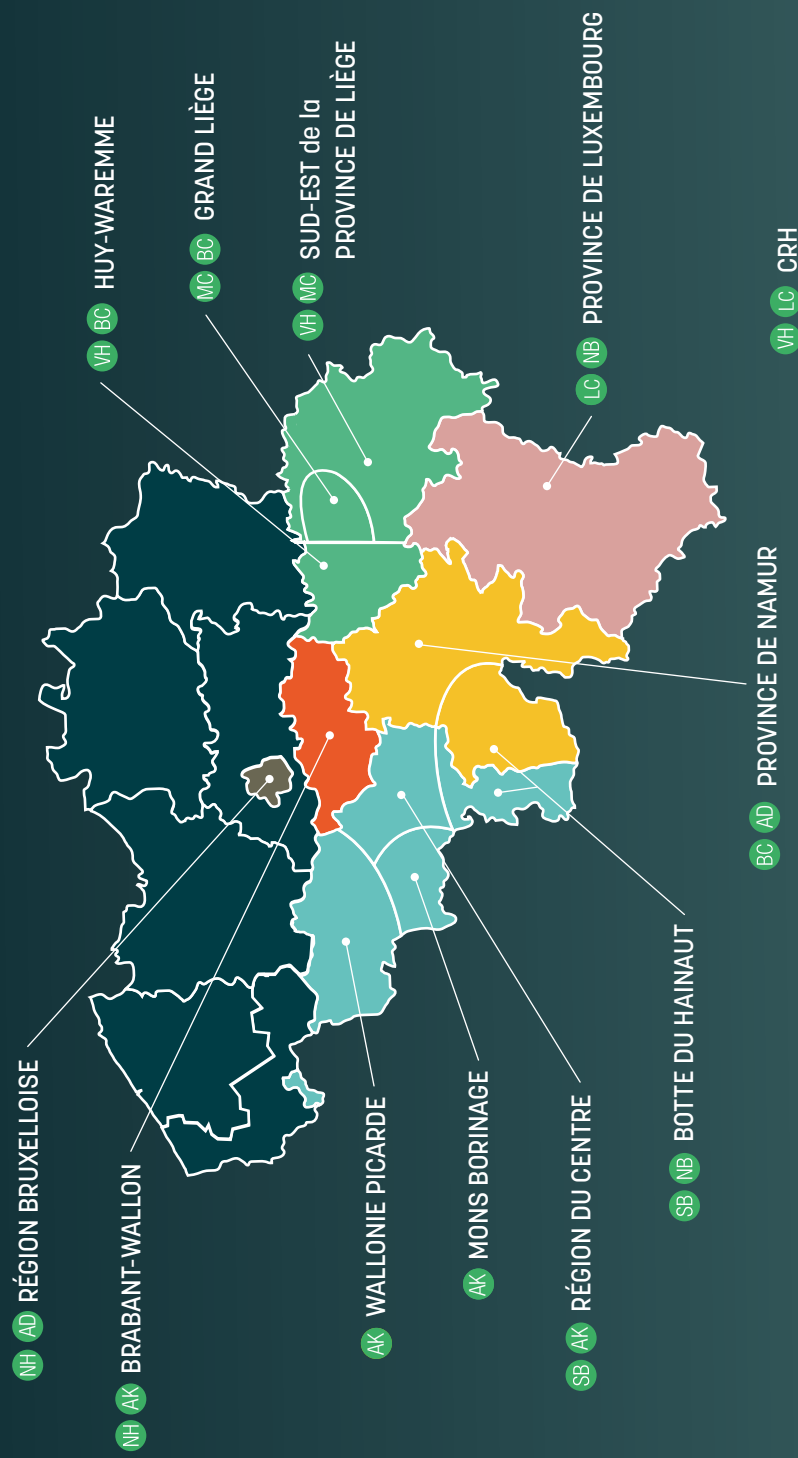 NH AD RÉGION BRUXELLOISE
NH AK BRABANT-WALLON
AK WALLONIE PICARDE
AK MONS BORINAGE
SB AK RÉGION DU CENTRE
SB NB BOTTE DU HAINAUT
BC AD PROVINCE DE NAMUR
VH BC HUY-WAREMME
MC BC GRAND LIÈGE
VH MC SUD-EST de la
PROVINCE DE LIÈGE
LC NB PROVINCE DE LUXEMBOURG
VH LC CRH